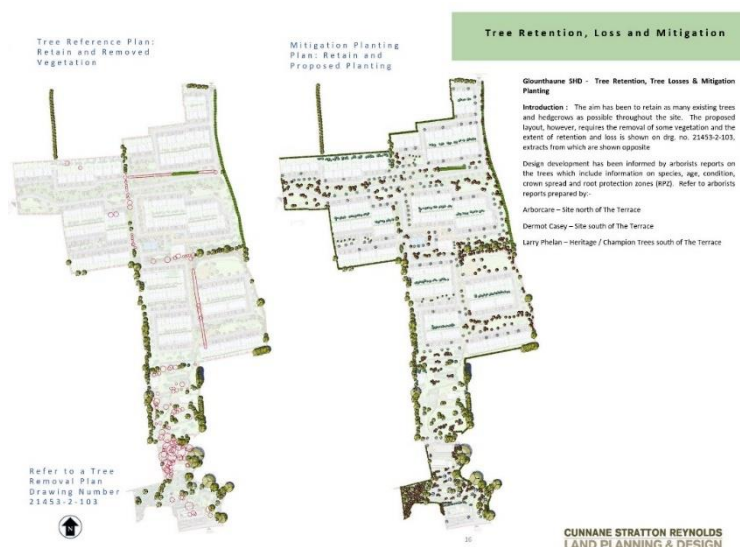 Tree Retention, Loss and Mitigation
Tree Reference Plan:
Retain and Removed
Vegetation
Mitigation Planting
Plan: Retain and
Proposed Planting
Glounthaune SHD - Tree Retention, Tree Losses & Mitigation
Planting
Introduction : The aim has been to retain as many existing trees
and hedgerows as possible throughout the site. The proposed
layout, however, requires the removal of some vegetation and the
extent of retention and loss is shown on drg. no. 21453-2-103,
extracts from which are shown opposite
Design development has been informed by arborists reports on
the trees which include information on species, age, condition,
crown spread and root protection zones (RPZ). Refer to arborists
reports prepared by:-
Arborcare – Site north of The Terrace
Dermot Casey – Site south of The Terrace
Larry Phelan – Heritage / Champion Trees south of The Terrace
Refer to a Tree
Removal Plan
Drawing Number
21453-2-103
N
16
CUNNANE STRATTON REYNOLDS
LAND PLANNING & DESIGN